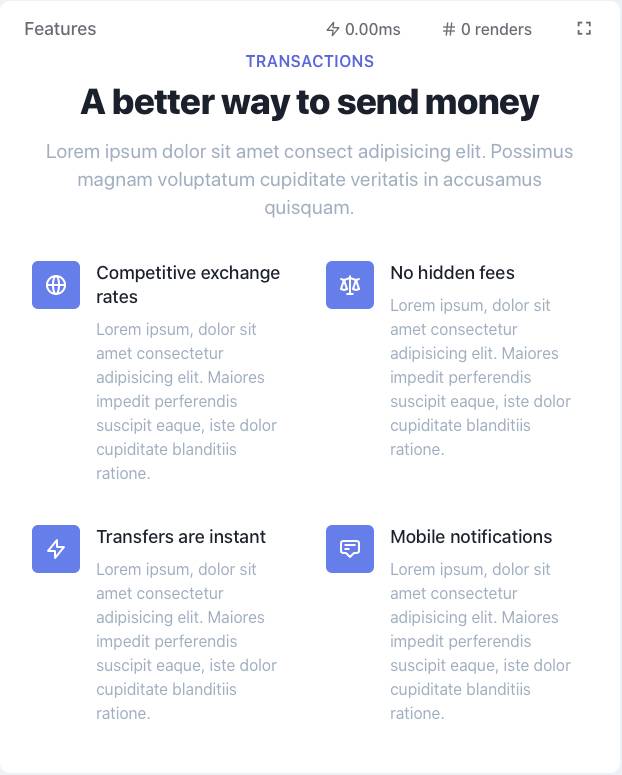 Features
0.00ms
# 0 renders
TRANSACTIONS
A better way to send money
Lorem ipsum dolor sit amet consect adipisicing elit. Possimus
magnam voluptatum cupiditate veritatis in accusamus
quisquam.
Competitive exchange
rates
Lorem ipsum, dolor sit
amet consectetur
adipisicing elit. Maiores
impedit perferendis
suscipit eaque, iste dolor
cupiditate blanditiis
ratione.
No hidden fees
Lorem ipsum, dolor sit
amet consectetur
adipisicing elit. Maiores
impedit perferendis
suscipit eaque, iste dolor
cupiditate blanditiis
ratione.
Transfers are instant
Lorem ipsum, dolor sit
amet consectetur
adipisicing elit. Maiores
impedit perferendis
suscipit eaque, iste dolor
cupiditate blanditiis
ratione.
Mobile notifications
Lorem ipsum, dolor sit
amet consectetur
adipisicing elit. Maiores
impedit perferendis
suscipit eaque, iste dolor
cupiditate blanditiis
ratione.